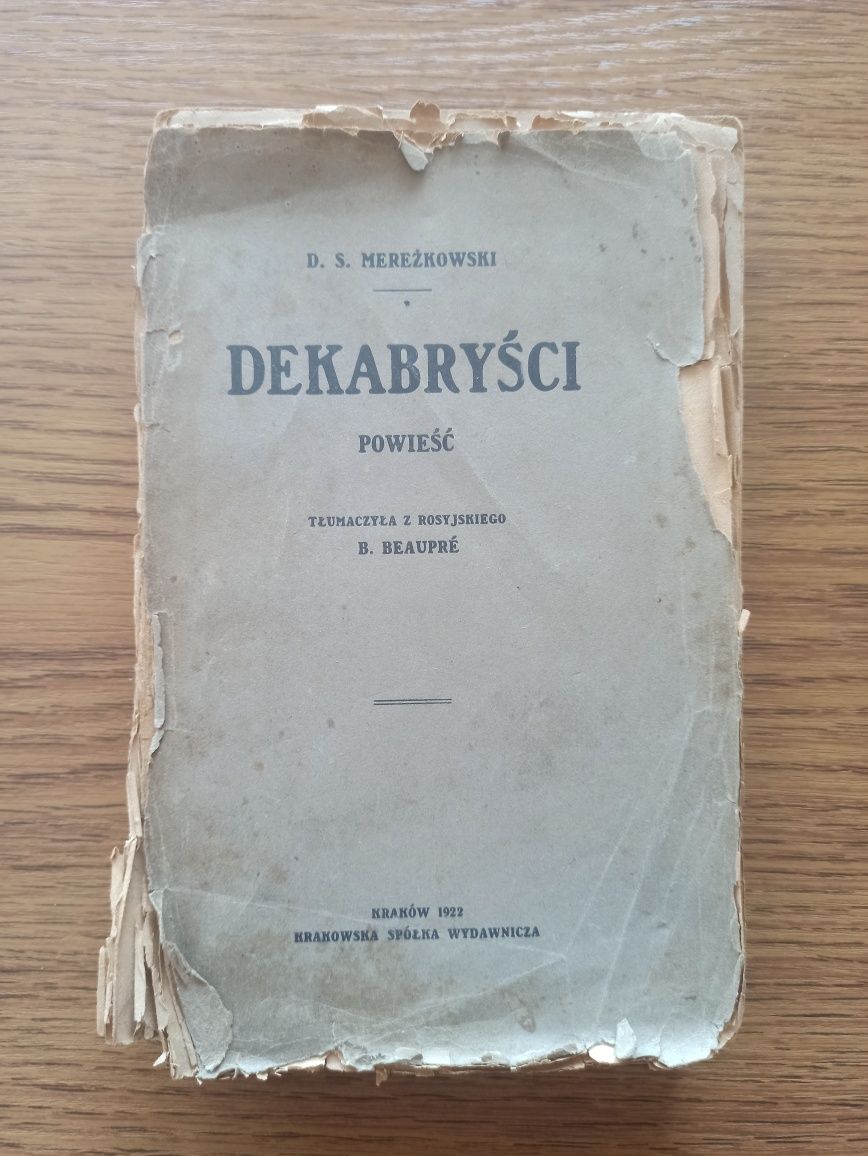 D. S. MEREŻKOWSKI
DEKABRYŚCI
POWIEŚĆ
TŁUMACZYŁA Z ROSYJSKIEGO
B. BEAUPRÉ
KRAKÓW 1922
KRAKOWSKA SPÓŁKA WYDAWNICZA